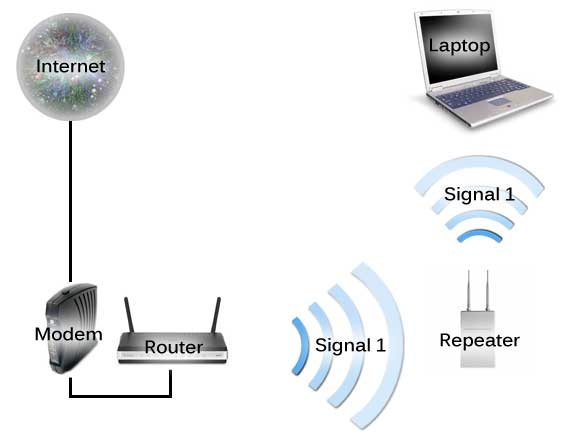 Internet
Laptop
Signal 1
Modem
Router
Signal 1
Repeater